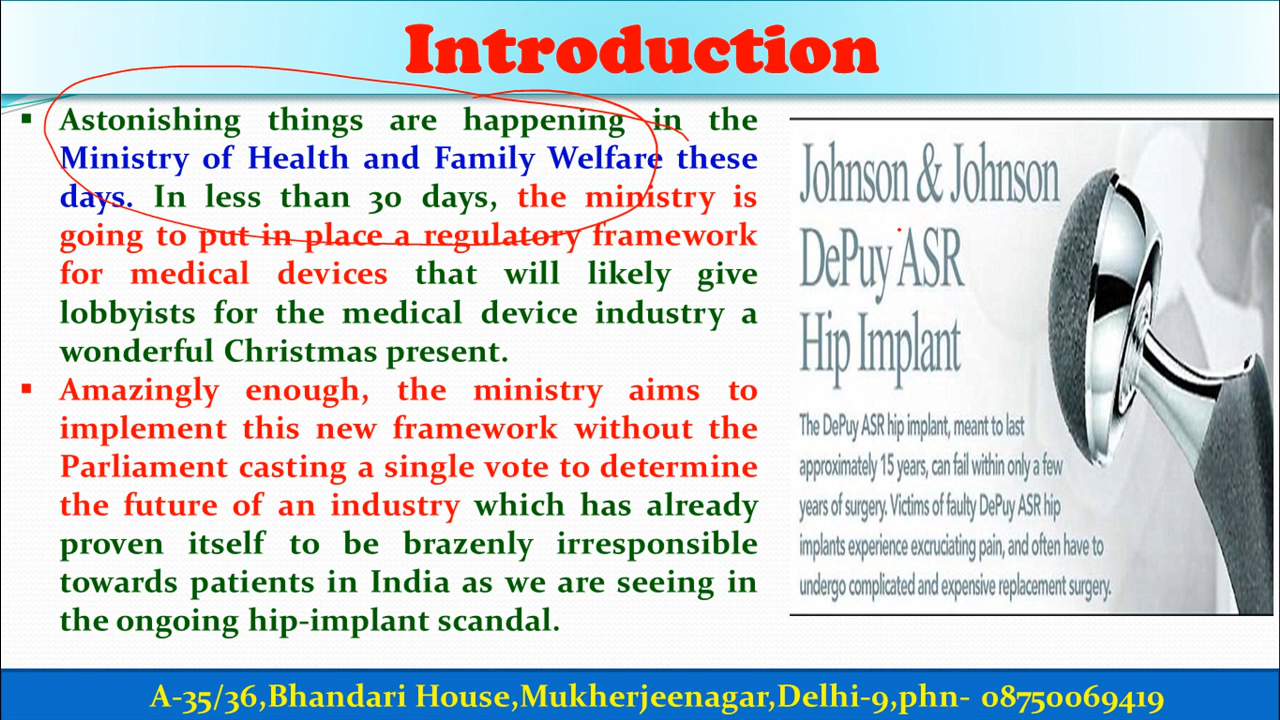 Introduction
▪ Astonishing things are happening in the
Ministry of Health and Family Welfare these
days. In less than 30 days, the ministry is
going to put in place a regulatory framework
for medical devices that will likely give
lobbyists for the medical device industry a
wonderful Christmas present.
▪ Amazingly enough, the ministry aims to
implement this new framework without the
Parliament casting a single vote to determine
the future of an industry which has already
proven itself to be brazenly irresponsible
towards patients in India as we are seeing in
the ongoing hip-implant scandal.
Johnson & Johnson
DePuy ASR
Hip Implant
The DePuy ASR hip implant, meant to last
approximately 15 years, can fail within only a few
years of surgery. Victims of faulty DePuy ASR hip
implants experience excruciating pain, and often have to
undergo complicated and expensive replacement surgery.
A-35/36,Bhandari House,Mukherjeenagar,Delhi-9,phn- 08750069419